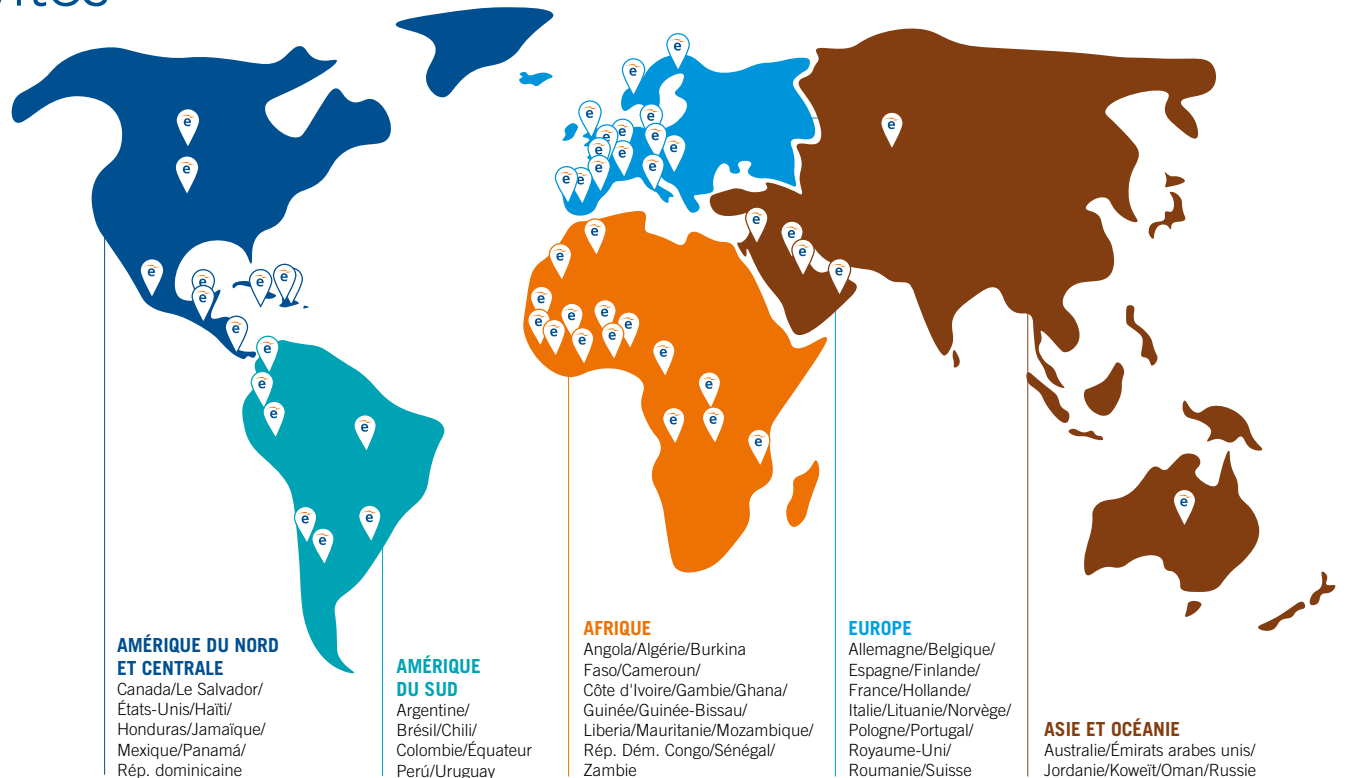 AMÉRIQUE DU NORD
ET CENTRALE
Canada/Le Salvador/
États-Unis/Haïti/
Honduras/Jamaïque/
Mexique/Panamá/
Rép. dominicaine
AMÉRIQUE
DU SUD
Argentine/
Brésil/Chili/
Colombie/Équateur
Perú/Uruguay
AFRIQUE
Angola/Algérie/Burkina
Faso/Cameroun/
Côte d'Ivoire/Gambie/Ghana/
Guinée/Guinée-Bissau/
Liberia/Mauritanie/Mozambique/
Rép. Dém. Congo/Sénégal/
Zambie
EUROPE
Allemagne/Belgique/
Espagne/Finlande/
France/Hollande/
Italie/Lituanie/Norvège/
Pologne/Portugal/
Royaume-Uni/
Roumanie/Suisse
ASIE ET OCÉANIE
Australie/Émirats arabes unis/
Jordanie/Koweït/Oman/Russie